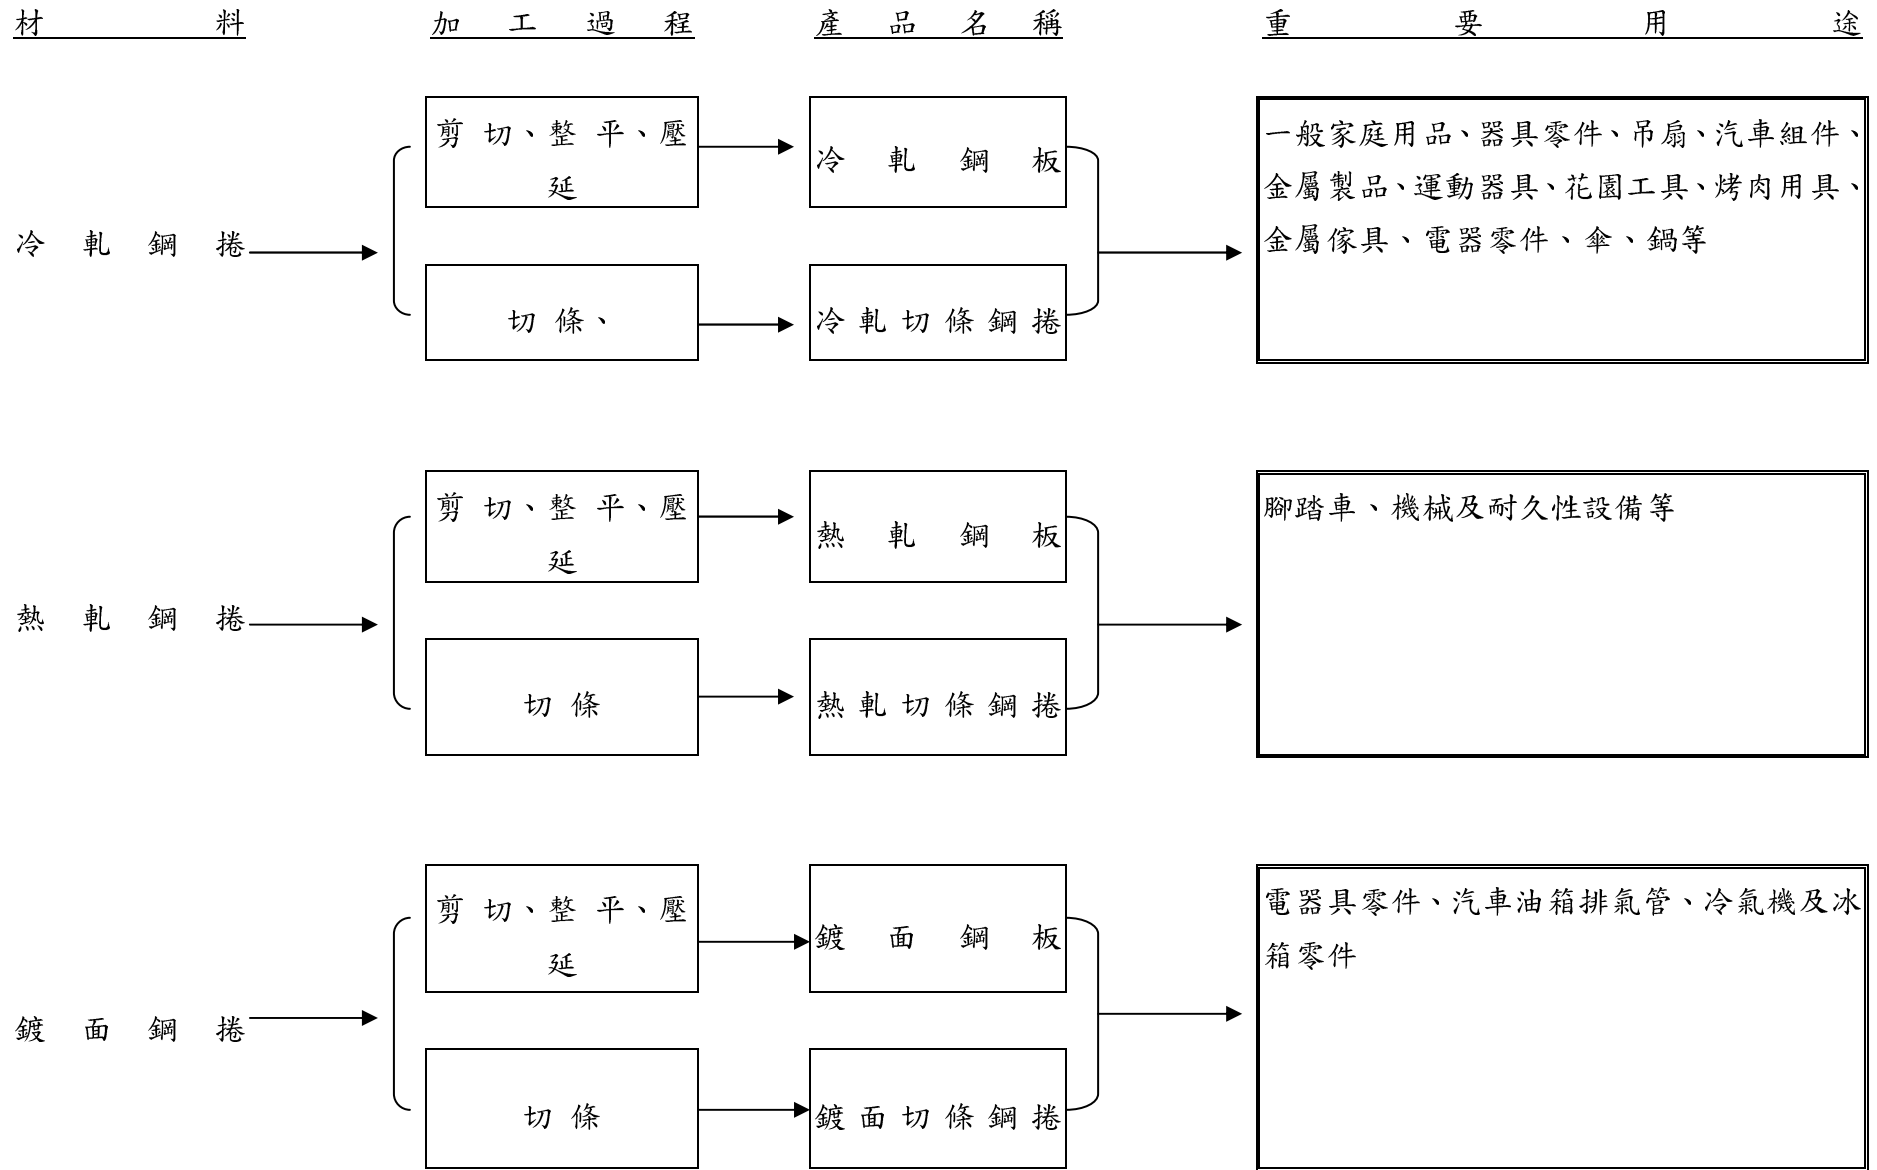 材料 加工過程 產品名稱 重要用途
剪切、整平、壓
延
冷軋鋼板
一般家庭用品、器具零件、吊扇、汽車組件、
金屬製品、運動器具、花園工具、烤肉用具、
金屬傢具、電器零件、傘、鍋等
冷軋鋼捲
切條、
冷軋切條鋼捲
剪切、整平、壓
延
熱軋鋼板
腳踏車、機械及耐久性設備等
熱軋鋼捲
切條
熱軋切條鋼捲
剪切、整平、壓
延
鍍面鋼板
電器具零件、汽車油箱排氣管、冷氣機及冰
箱零件
鍍面鋼捲
切條
鍍面切條鋼捲